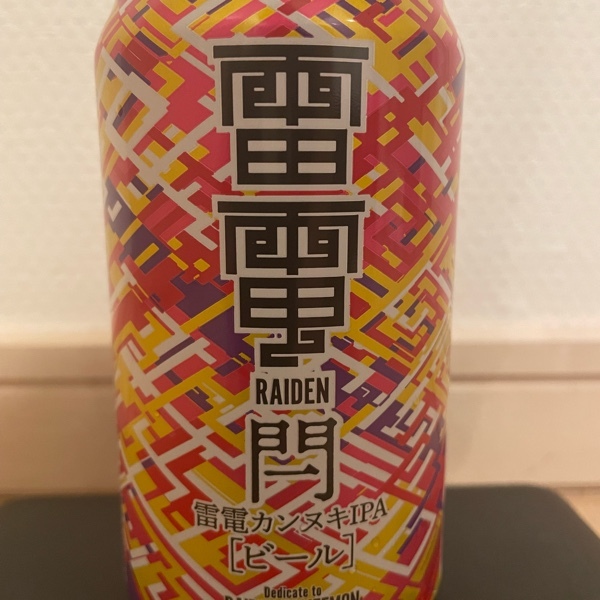 雷電
RAIDEN
閂
雷電カンヌキIPA
[ビール]
Dedicate to